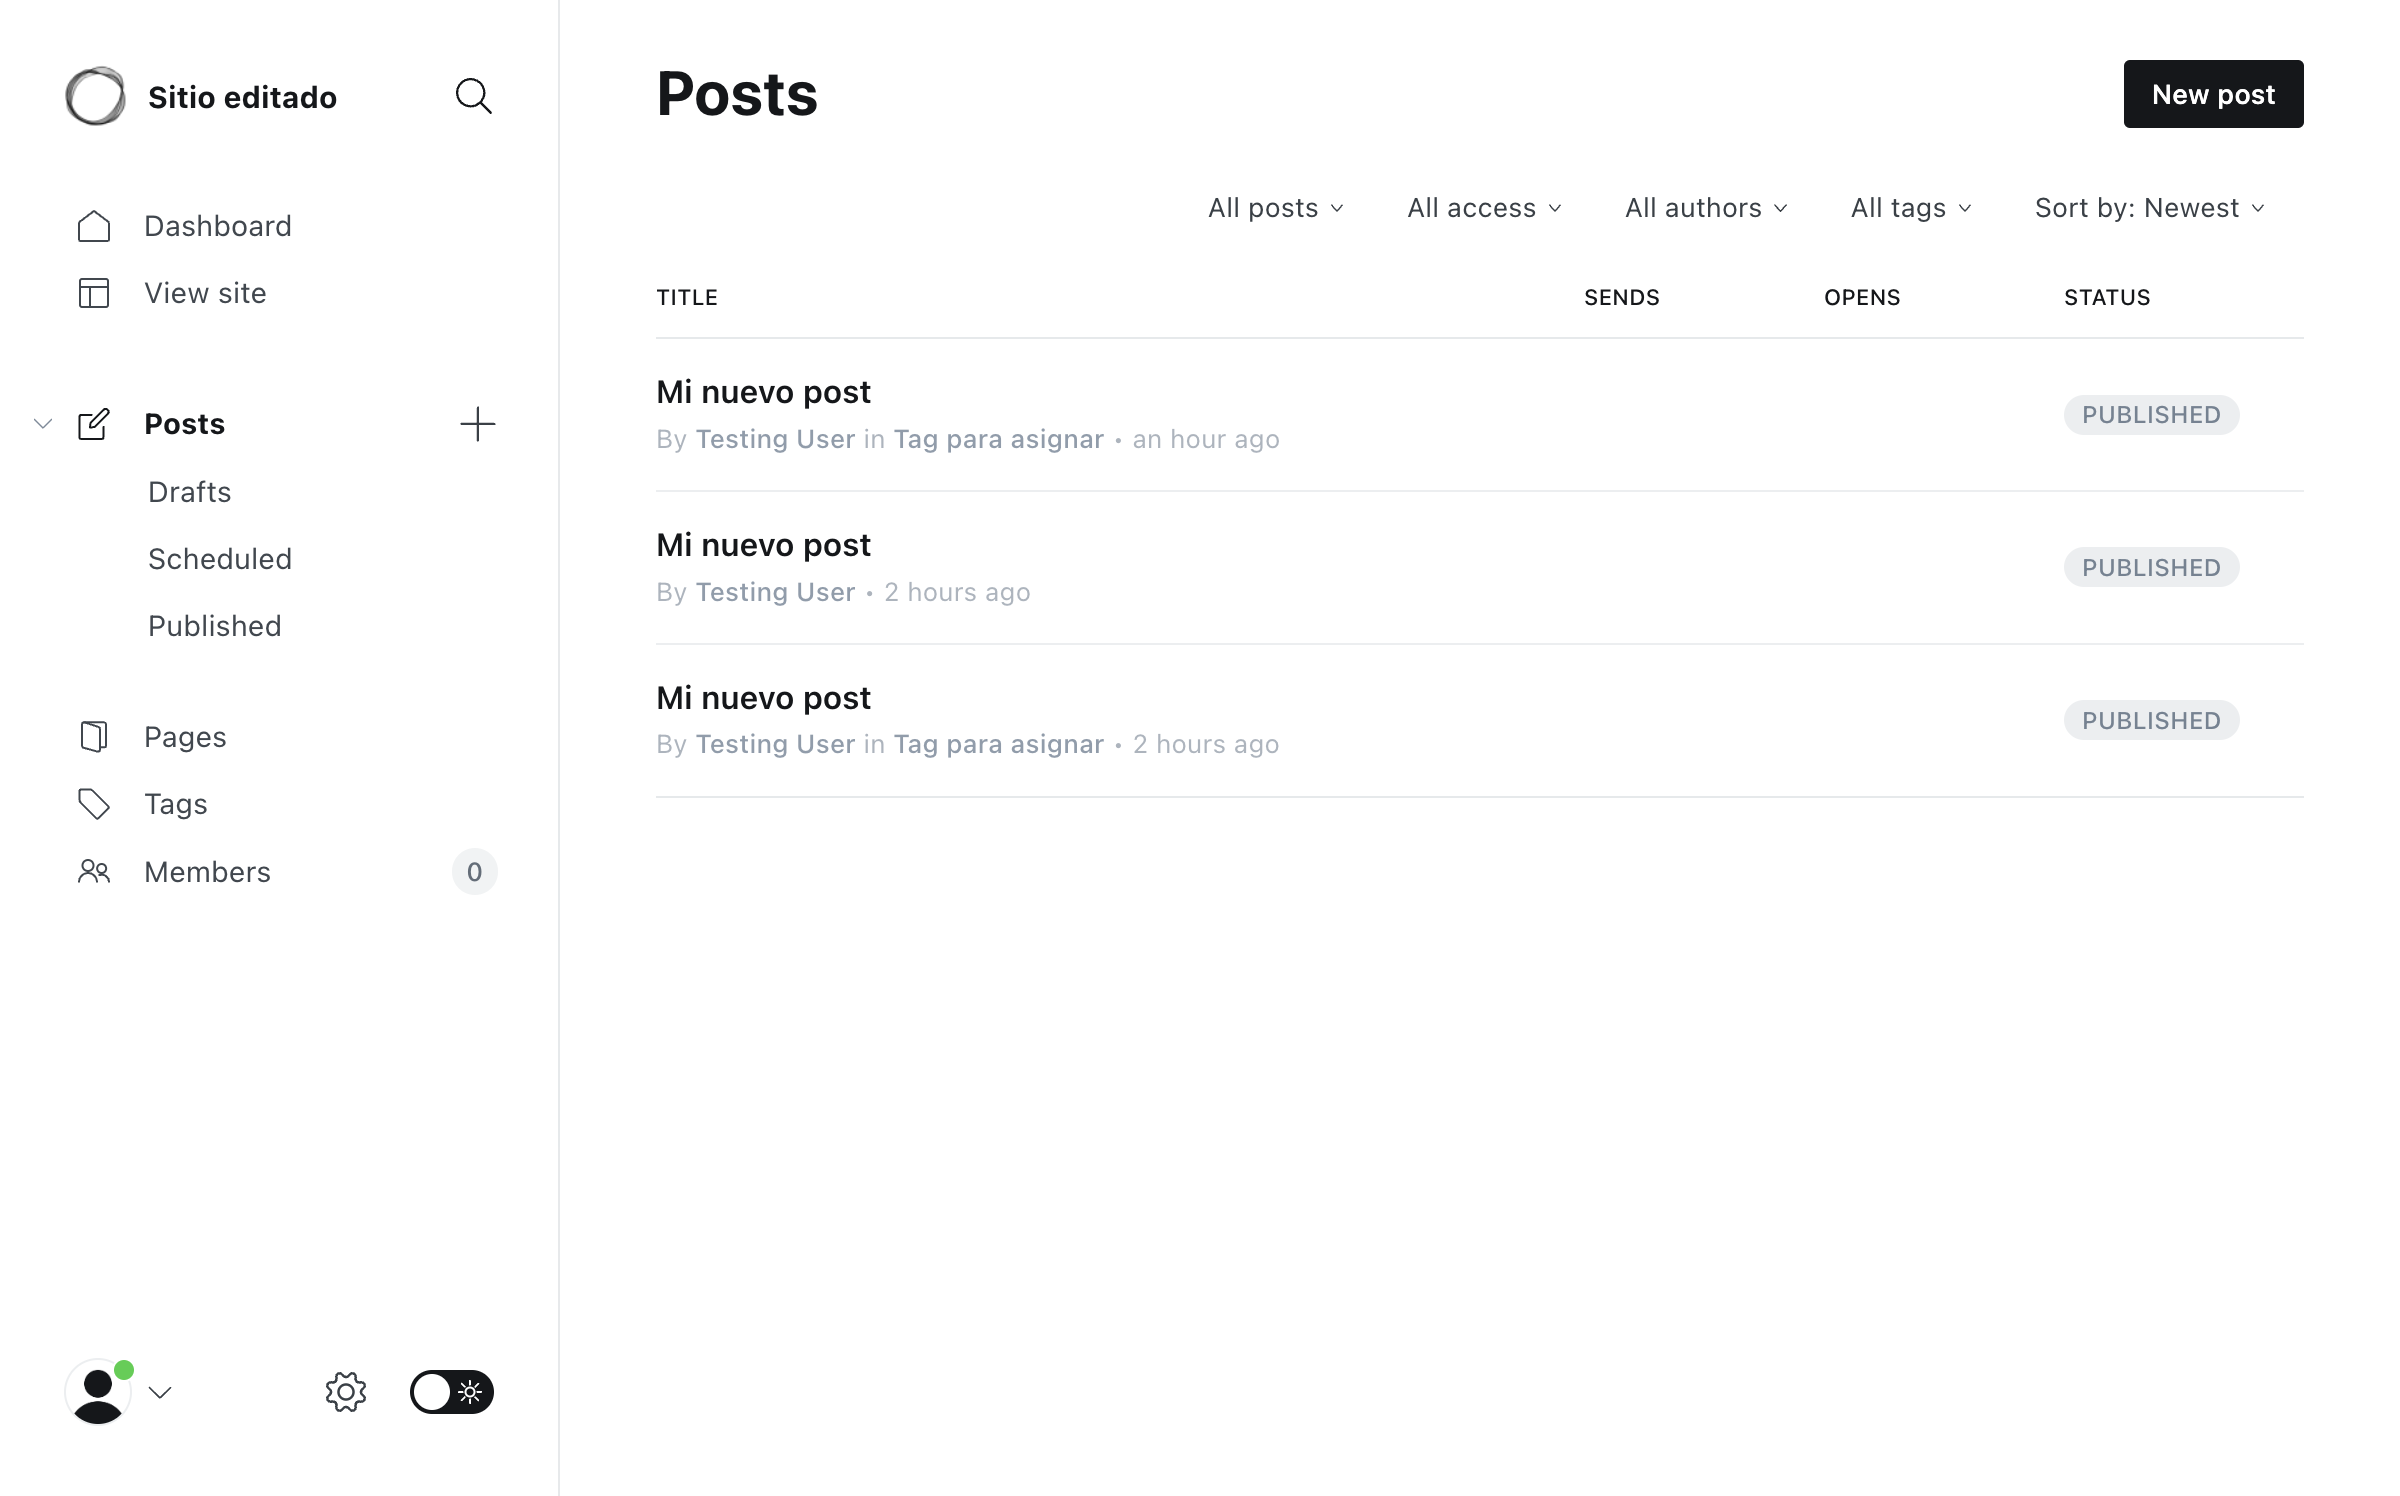 Sitio editado
Dashboard
View site
Posts
Drafts
Scheduled
Published
Pages
Tags
Members 0
Posts
New post
All posts All access All authors All tags Sort by: Newest
TITLE SENDS OPENS STATUS
Mi nuevo post
By Testing User in Tag para asignar • an hour ago
PUBLISHED
Mi nuevo post
By Testing User • 2 hours ago
PUBLISHED
Mi nuevo post
By Testing User in Tag para asignar • 2 hours ago
PUBLISHED